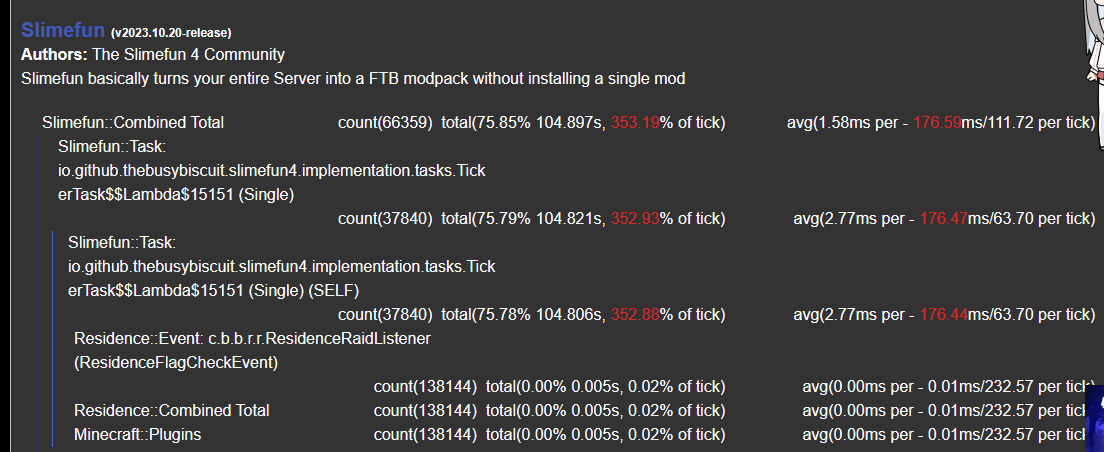 Slimefun (v2023.10.20-release)
Authors: The Slimefun 4 Community
Slimefun basically turns your entire Server into a FTB modpack without installing a single mod
Slimefun::Combined Total count(66359) total(75.85% 104.897s, 353.19% of tick) avg(1.58ms per - 176.59ms/111.72 per tick)
Slimefun::Task:
io.github.thebusybiscuit.slimefun4.implementation.tasks.Tick
erTask$$Lambda$15151 (Single)
count(37840) total(75.79% 104.821s, 352.93% of tick) avg(2.77ms per - 176.47ms/63.70 per tick)
Slimefun::Task:
io.github.thebusybiscuit.slimefun4.implementation.tasks.Tick
erTask$$Lambda$15151 (Single) (SELF)
count(37840) total(75.78% 104.806s, 352.88% of tick) avg(2.77ms per - 176.44ms/63.70 per tick)
Residence::Event: c.b.b.r.r.ResidenceRaidListener
(ResidenceFlagCheckEvent)
count(138144) total(0.00% 0.005s, 0.02% of tick) avg(0.00ms per - 0.01ms/232.57 per tick)
Residence::Combined Total count(138144) total(0.00% 0.005s, 0.02% of tick) avg(0.00ms per - 0.01ms/232.57 per tick
Minecraft::Plugins count(138144) total(0.00% 0.005s, 0.02% of tick) avg(0.00ms per - 0.01ms/232.57 per tick